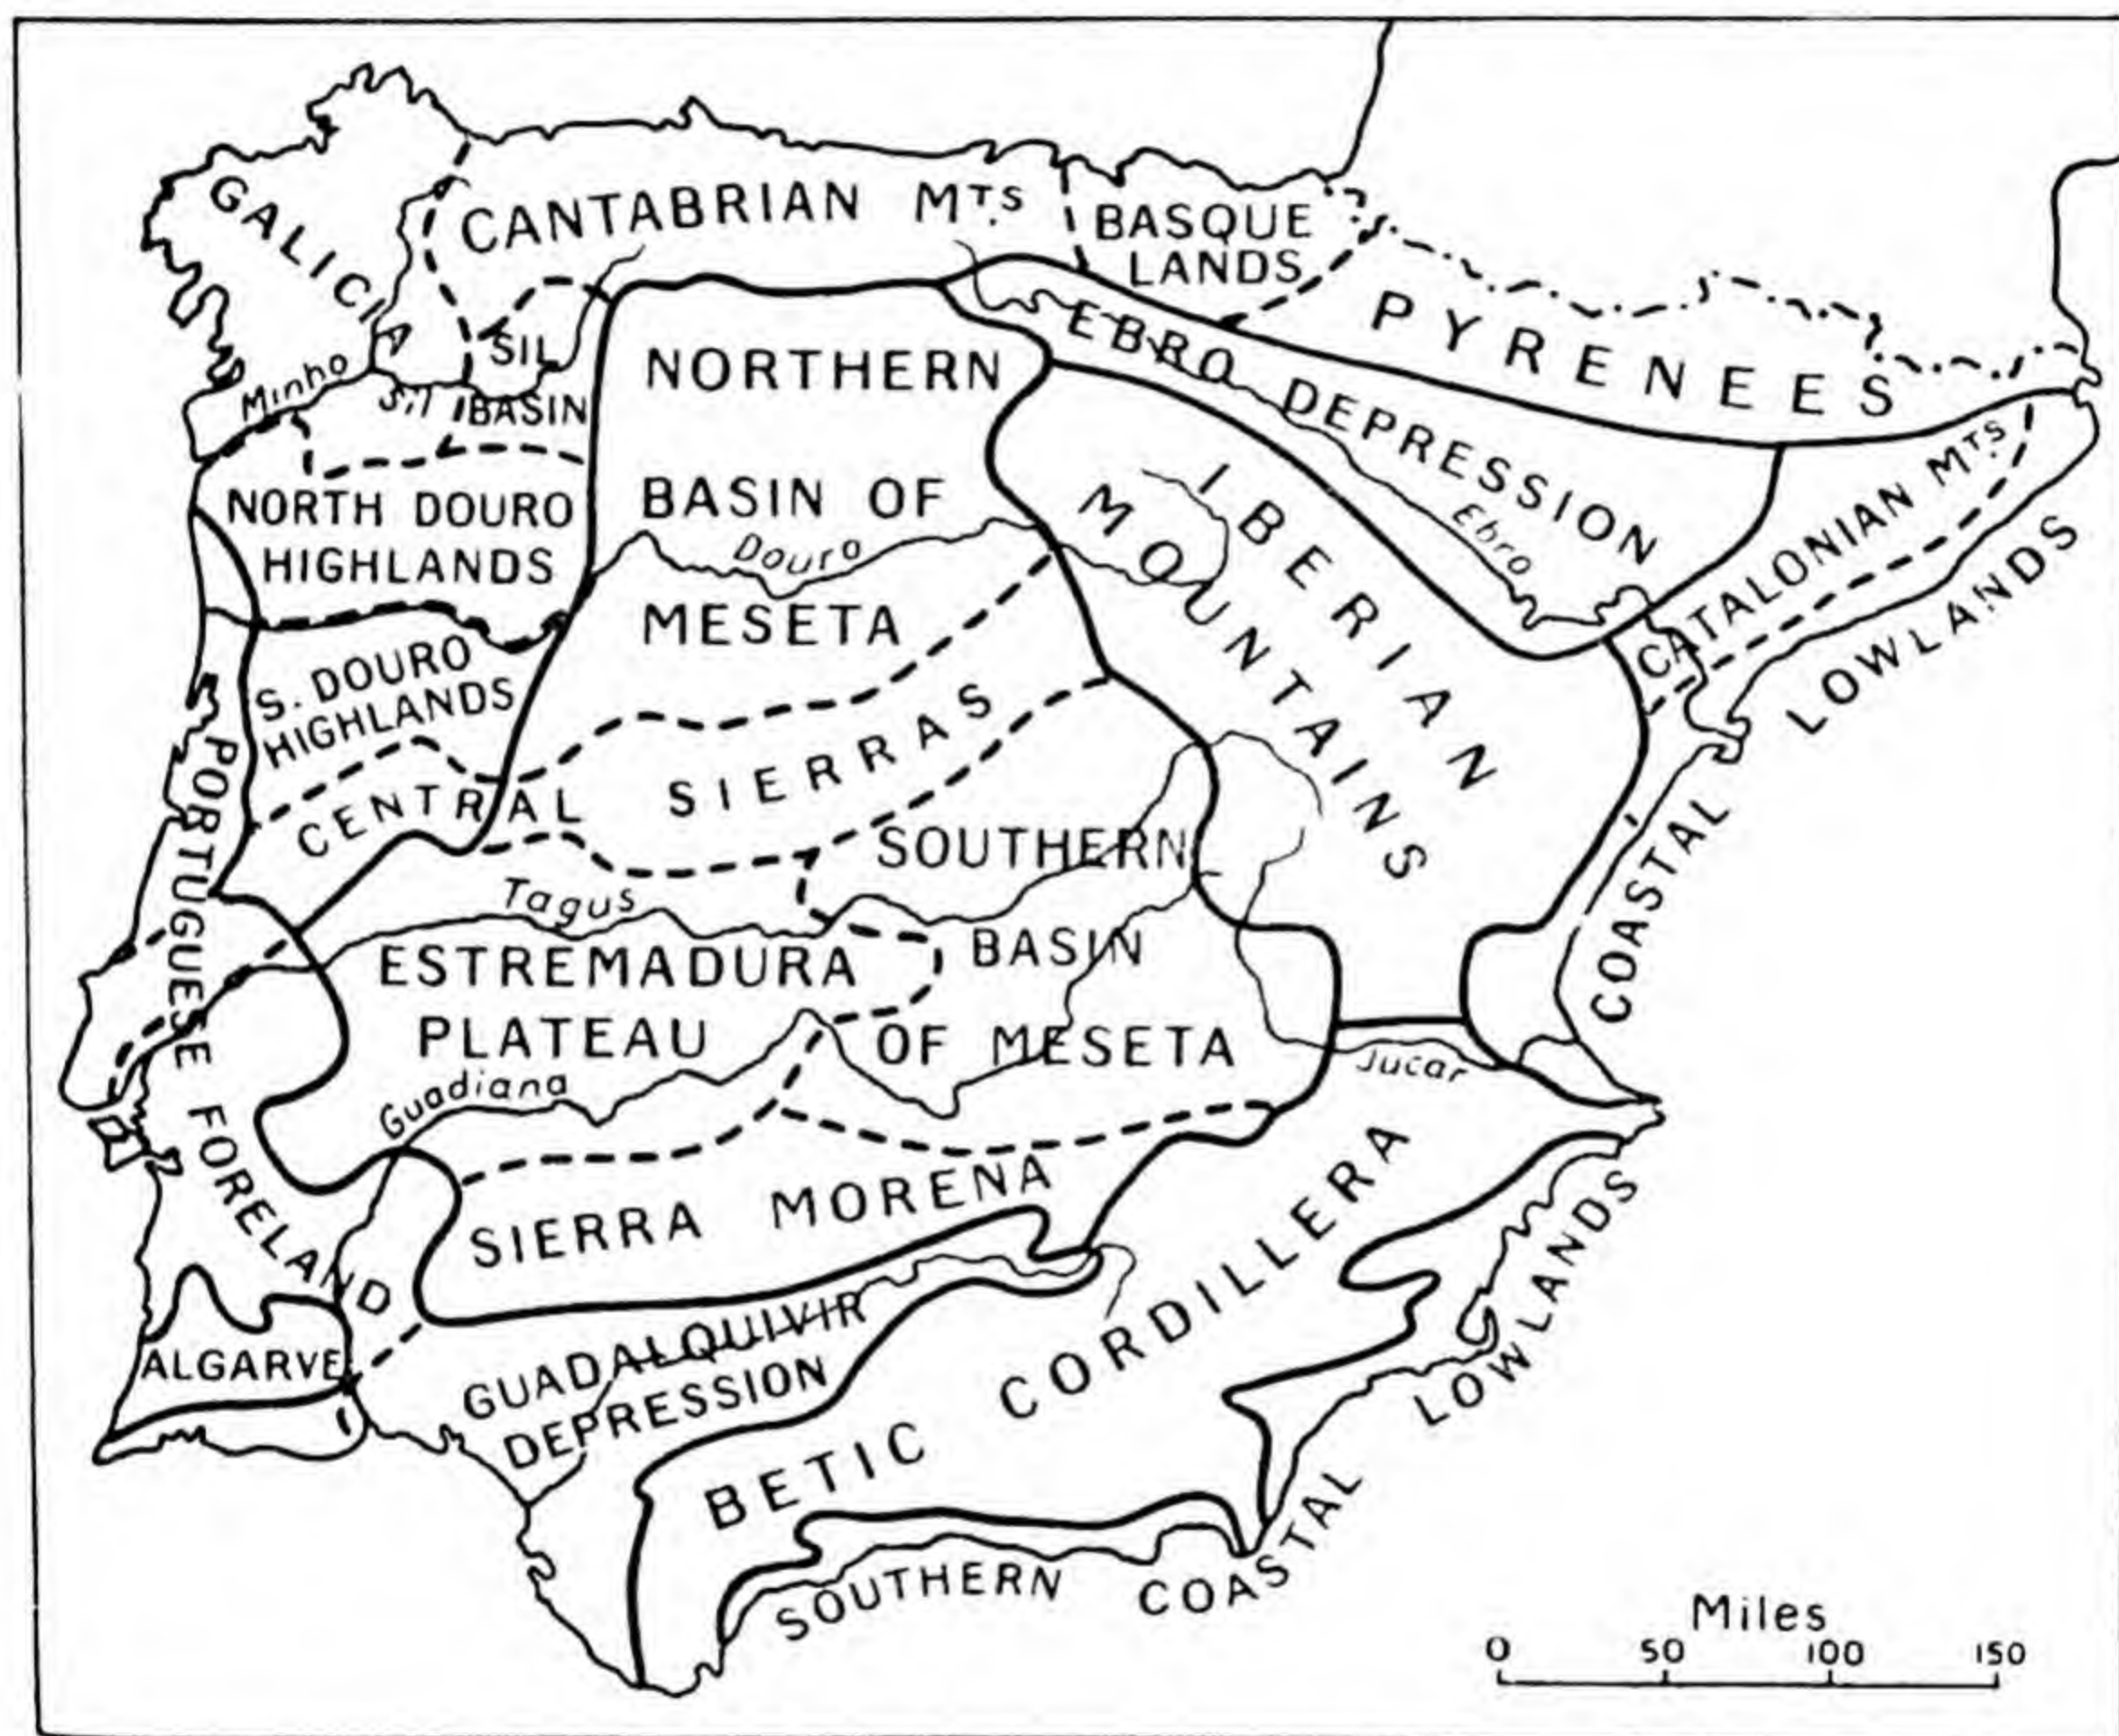 GALICIA
CANTABRIAN MTS.
BASQUE
LANDS
PYRENEES
SIL
BASIN
Minho
Sil
NORTHERN
BASIN OF
MESETA
EBRO DEPRESSION
Ebro
NORTH DOURO
HIGHLANDS
Douro
IBERIAN
MOUNTAINS
CATALONIAN MTS
S. DOURO
HIGHLANDS
CENTRAL SIERRAS
COASTAL LOWLANDS
PORTUGUESE FORELAND
Tagus
SOUTHERN
BASIN
OF MESETA
ESTREMADURA
PLATEAU
Guadiana
Jucar
SIERRA MORENA
ALGARVE
GUADALQUIVIR
DEPRESSION
BETIC CORDILLERA
SOUTHERN COASTAL LOWLANDS
Miles
0 50 100 150